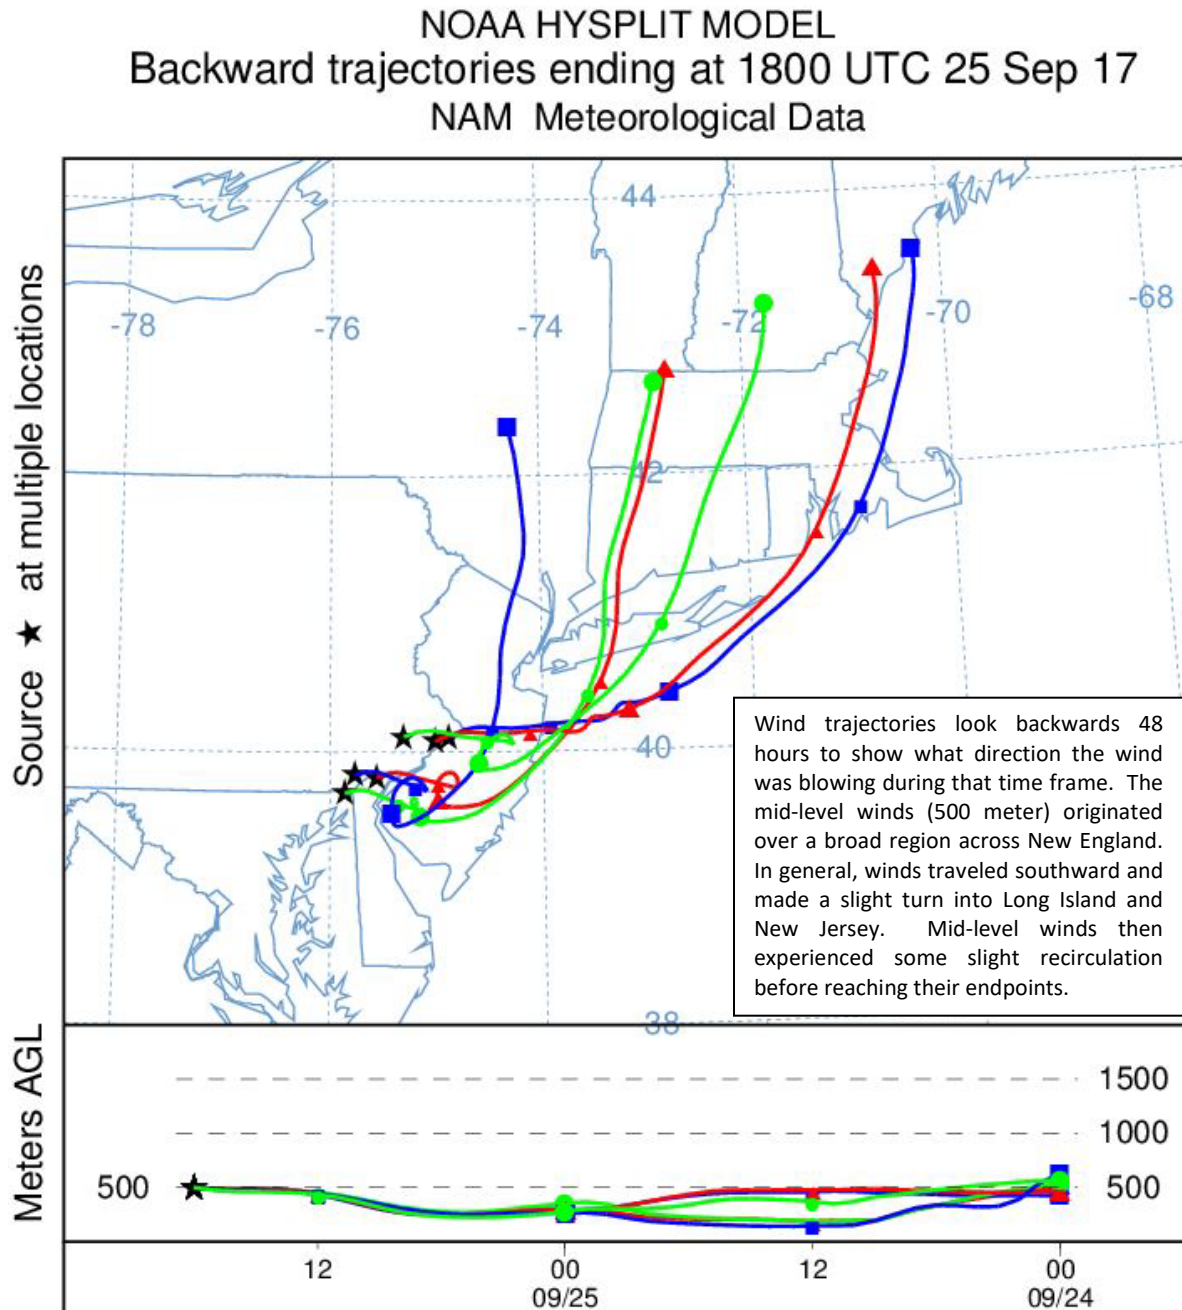 NOAA HYSPLIT MODEL
Backward trajectories ending at 1800 UTC 25 Sep 17
NAM Meteorological Data
Source ★ at multiple locations
44
-78
-76
-74
-72
-70
-68
42
40
38
Wind trajectories look backwards 48
hours to show what direction the wind
was blowing during that time frame. The
mid-level winds (500 meter) originated
over a broad region across New England.
In general, winds traveled southward and
made a slight turn into Long Island and
New Jersey. Mid-level winds then
experienced some slight recirculation
before reaching their endpoints.
Meters AGL
1500
1000
500
500
12
00
12
00
09/25
09/24